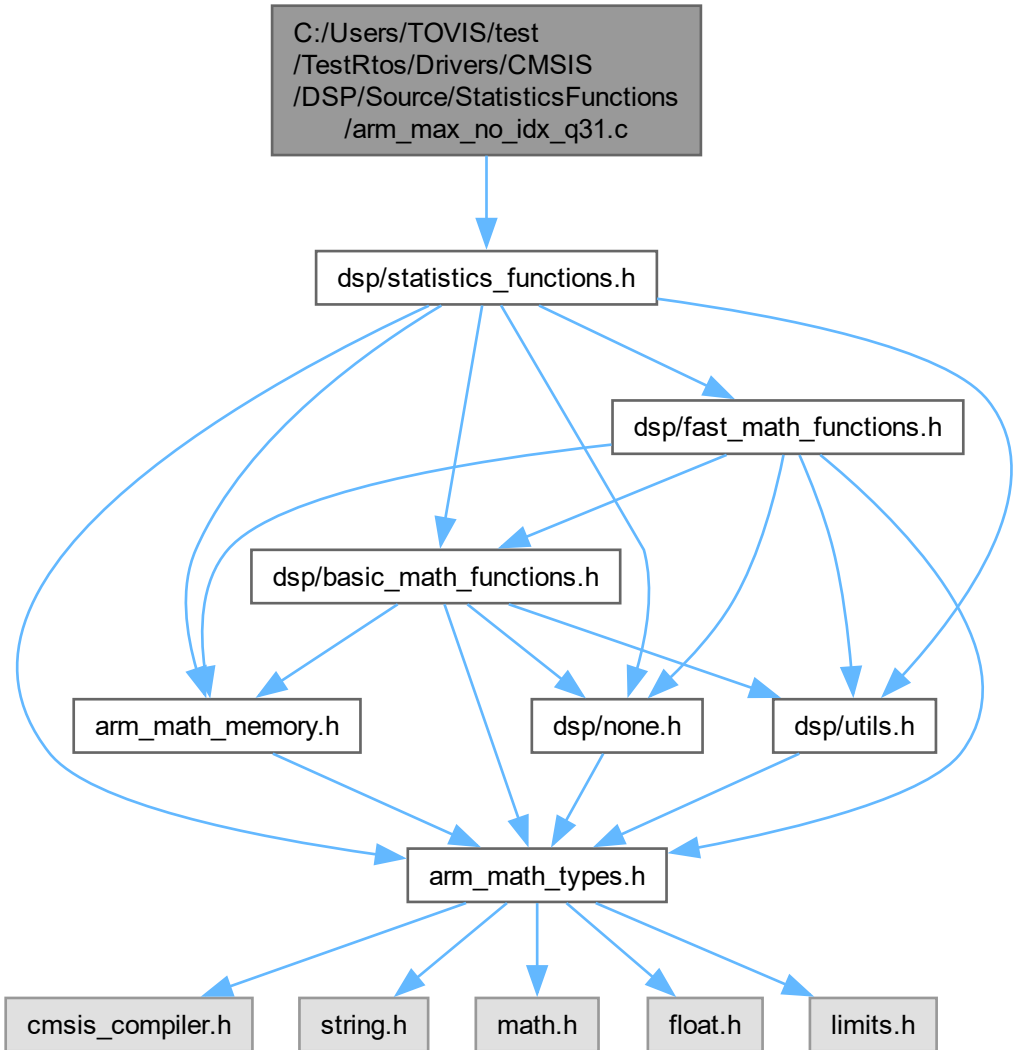 C:/Users/TOVIS/test
/TestRtos/Drivers/CMSIS
/DSP/Source/StatisticsFunctions
/arm_max_no_idx_q31.c
dsp/statistics_functions.h
dsp/fast_math_functions.h
dsp/basic_math_functions.h
arm_math_memory.h
dsp/none.h
dsp/utils.h
arm_math_types.h
cmsis_compiler.h
string.h
math.h
float.h
limits.h